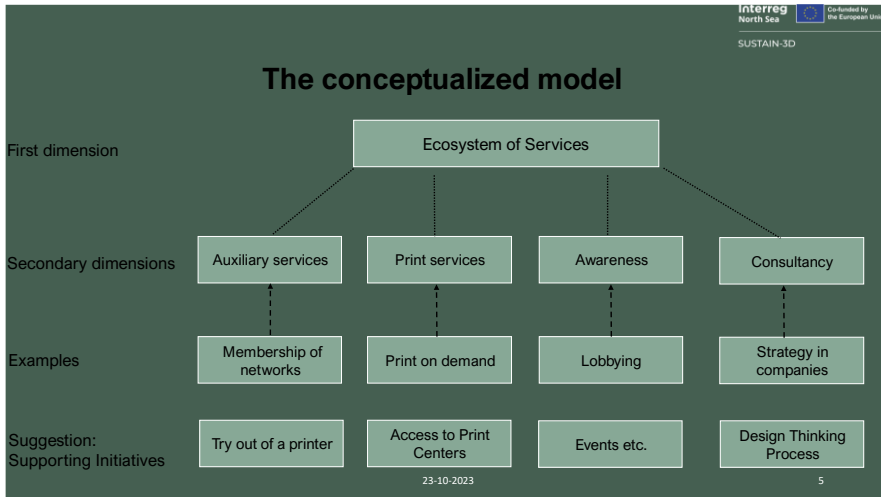 Interreg
North Sea
Co-funded by
the European Uni
SUSTAIN-3D
The conceptualized model
First dimension
Ecosystem of Services
Secondary dimensions
Auxiliary services
Print services
Awareness
Consultancy
Examples
Membership of
networks
Print on demand
Lobbying
Strategy in
companies
Suggestion:
Supporting Initiatives
Try out of a printer
Access to Print
Centers
Events etc.
Design Thinking
Process
23-10-2023
5